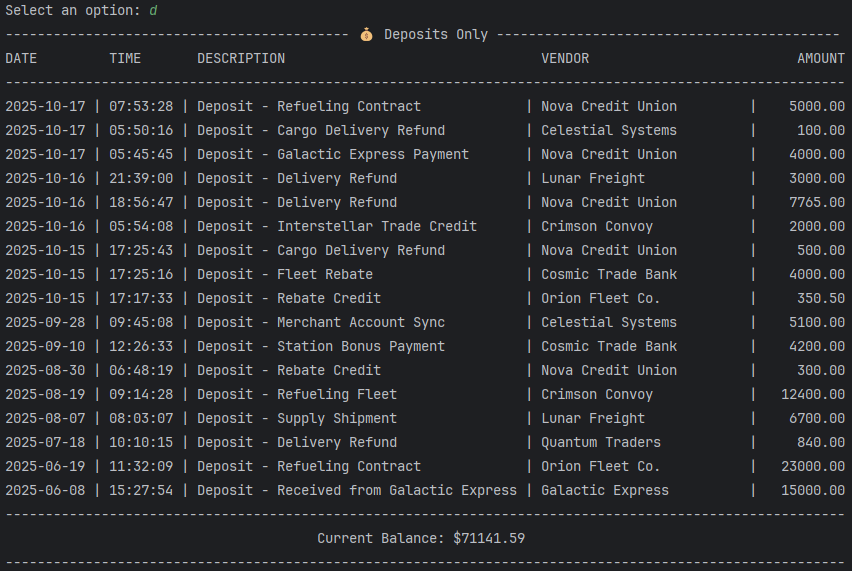 Select an option: d
------------------------------------------- 💰 Deposits Only -------------------------------------------
DATE         TIME       DESCRIPTION                                VENDOR                          AMOUNT
---------------------------------------------------------------------------------------------------------
2025-10-17 | 07:53:28 | Deposit - Refueling Contract             | Nova Credit Union         |    5000.00
2025-10-17 | 05:50:16 | Deposit - Cargo Delivery Refund          | Celestial Systems         |     100.00
2025-10-17 | 05:45:45 | Deposit - Galactic Express Payment       | Nova Credit Union         |    4000.00
2025-10-16 | 21:39:00 | Deposit - Delivery Refund                | Lunar Freight             |    3000.00
2025-10-16 | 18:56:47 | Deposit - Delivery Refund                | Nova Credit Union         |    7765.00
2025-10-16 | 05:54:08 | Deposit - Interstellar Trade Credit      | Crimson Convoy            |    2000.00
2025-10-15 | 17:25:43 | Deposit - Cargo Delivery Refund          | Nova Credit Union         |     500.00
2025-10-15 | 17:25:16 | Deposit - Fleet Rebate                   | Cosmic Trade Bank         |    4000.00
2025-10-15 | 17:17:33 | Deposit - Rebate Credit                  | Orion Fleet Co.           |     350.50
2025-09-28 | 09:45:08 | Deposit - Merchant Account Sync          | Celestial Systems         |    5100.00
2025-09-10 | 12:26:33 | Deposit - Station Bonus Payment          | Cosmic Trade Bank         |    4200.00
2025-08-30 | 06:48:19 | Deposit - Rebate Credit                  | Nova Credit Union         |     300.00
2025-08-19 | 09:14:28 | Deposit - Refueling Fleet                | Crimson Convoy            |   12400.00
2025-08-07 | 08:03:07 | Deposit - Supply Shipment                | Lunar Freight             |    6700.00
2025-07-18 | 10:10:15 | Deposit - Delivery Refund                | Quantum Traders           |     840.00
2025-06-19 | 11:32:09 | Deposit - Refueling Contract             | Orion Fleet Co.           |   23000.00
2025-06-08 | 15:27:54 | Deposit - Received from Galactic Express | Galactic Express          |   15000.00
---------------------------------------------------------------------------------------------------------
                                       Current Balance: $71141.59
---------------------------------------------------------------------------------------------------------